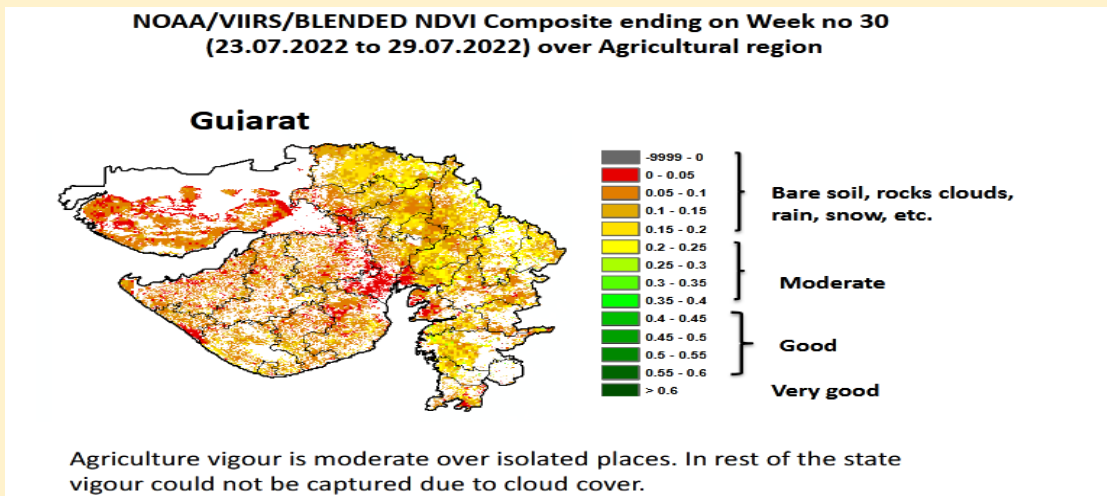 NOAA/VIIRS/BLENDED NDVI Composite ending on Week no 30
(23.07.2022 to 29.07.2022) over Agricultural region
Gujarat
-9999 - 0
0 - 0.05
0.05 - 0.1
0.1 - 0.15
0.15 - 0.2
0.2 - 0.25
0.25 - 0.3
0.3 - 0.35
0.35 - 0.4
0.4 - 0.45
0.45 - 0.5
0.5 - 0.55
0.55 - 0.6
> 0.6
Bare soil, rocks clouds,
rain, snow, etc.
Moderate
Good
Very good
Agriculture vigour is moderate over isolated places. In rest of the state
vigour could not be captured due to cloud cover.